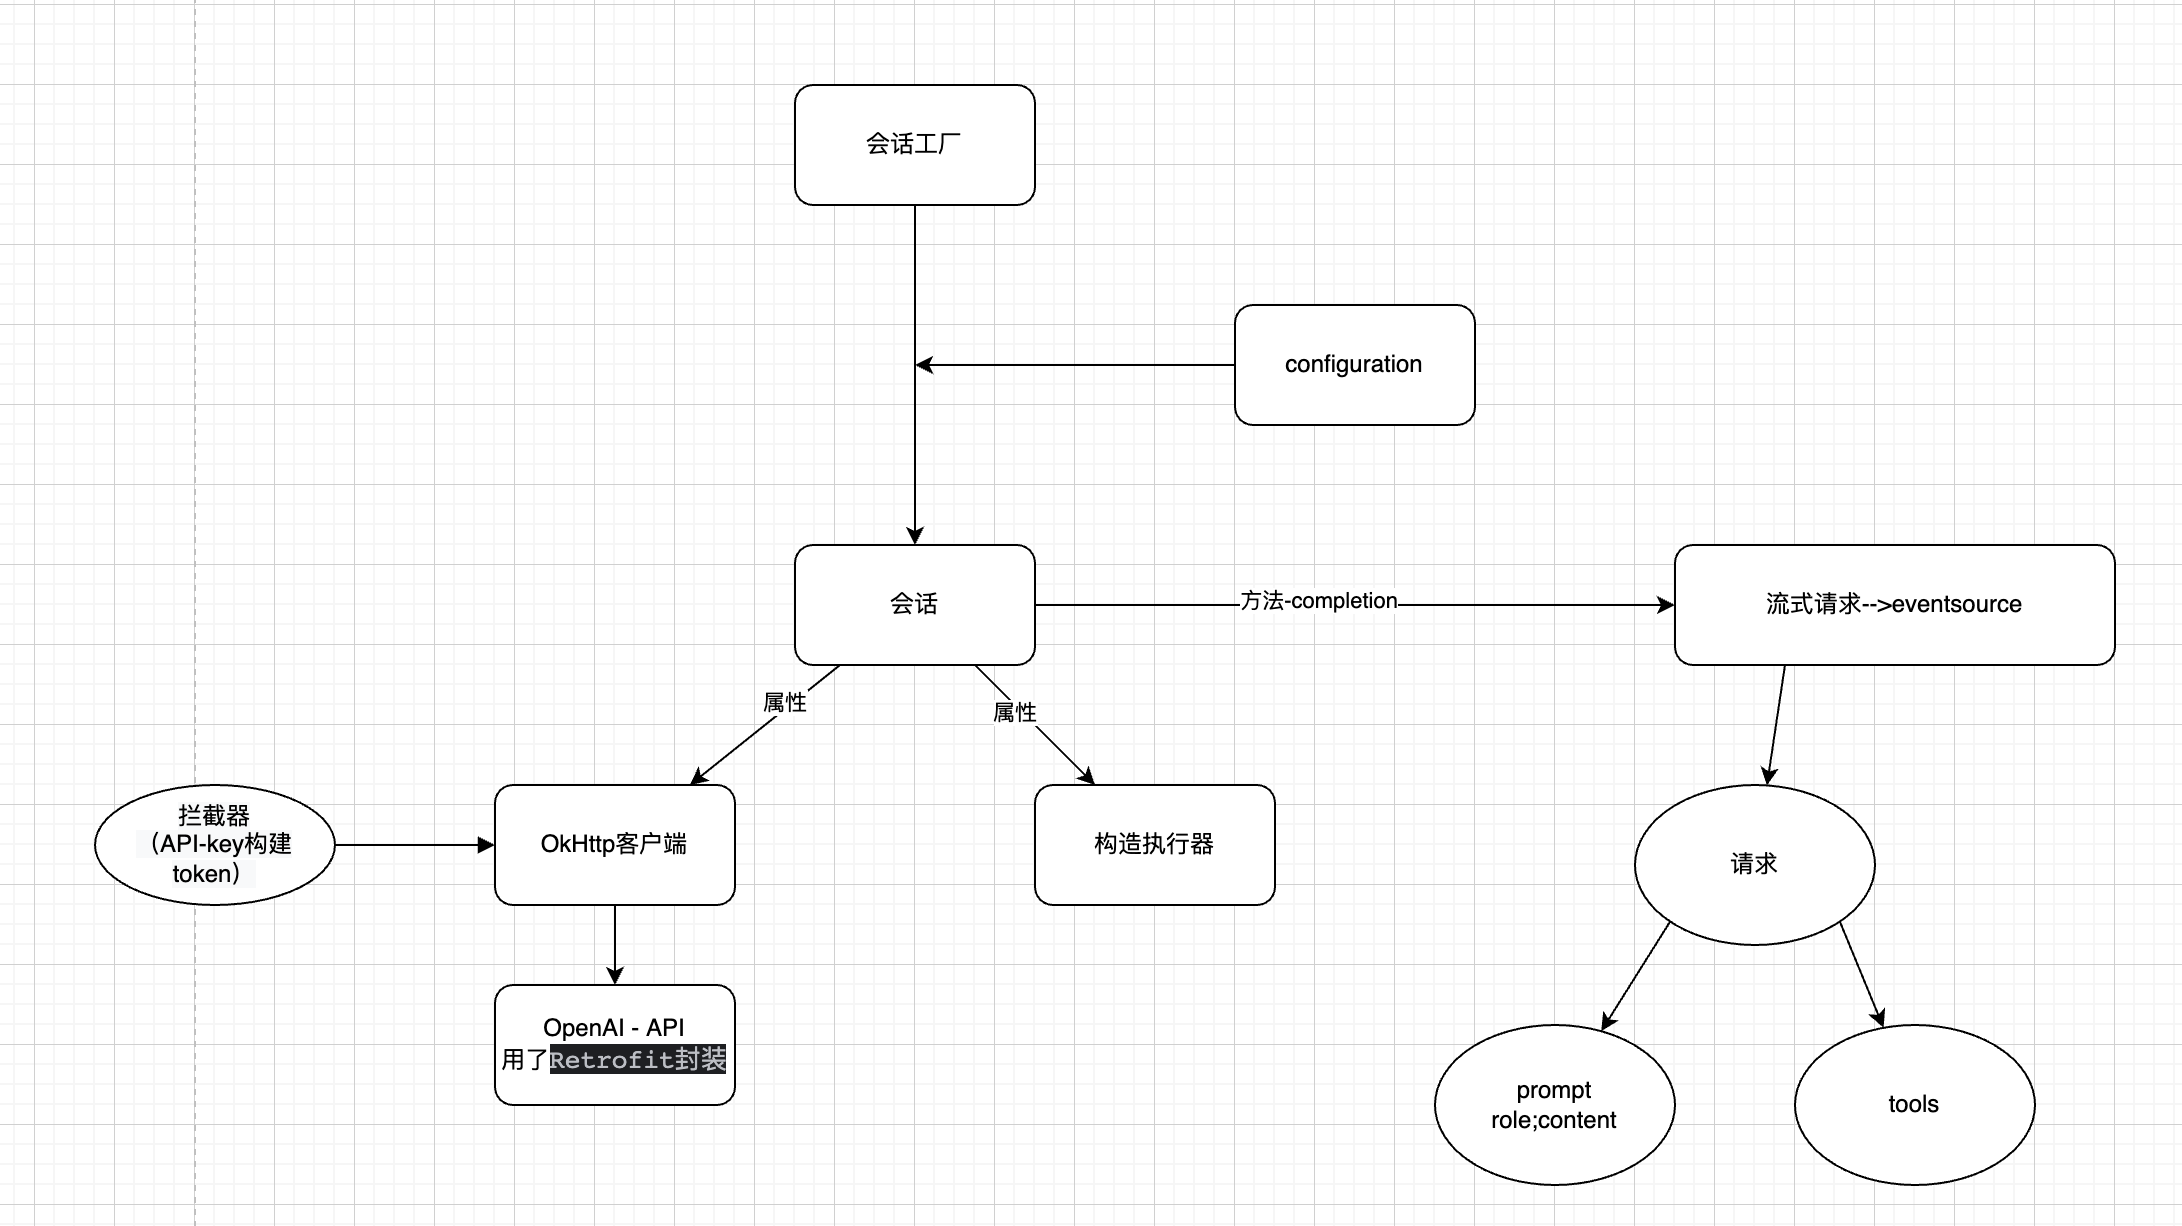 会话工厂
configuration
会话
方法-completion
流式请求-->eventsource
属性
属性
拦截器
（API-key构建
token）
OkHttp客户端
构造执行器
请求
OpenAI - API
用了Retrofit封装
prompt
role;content
tools